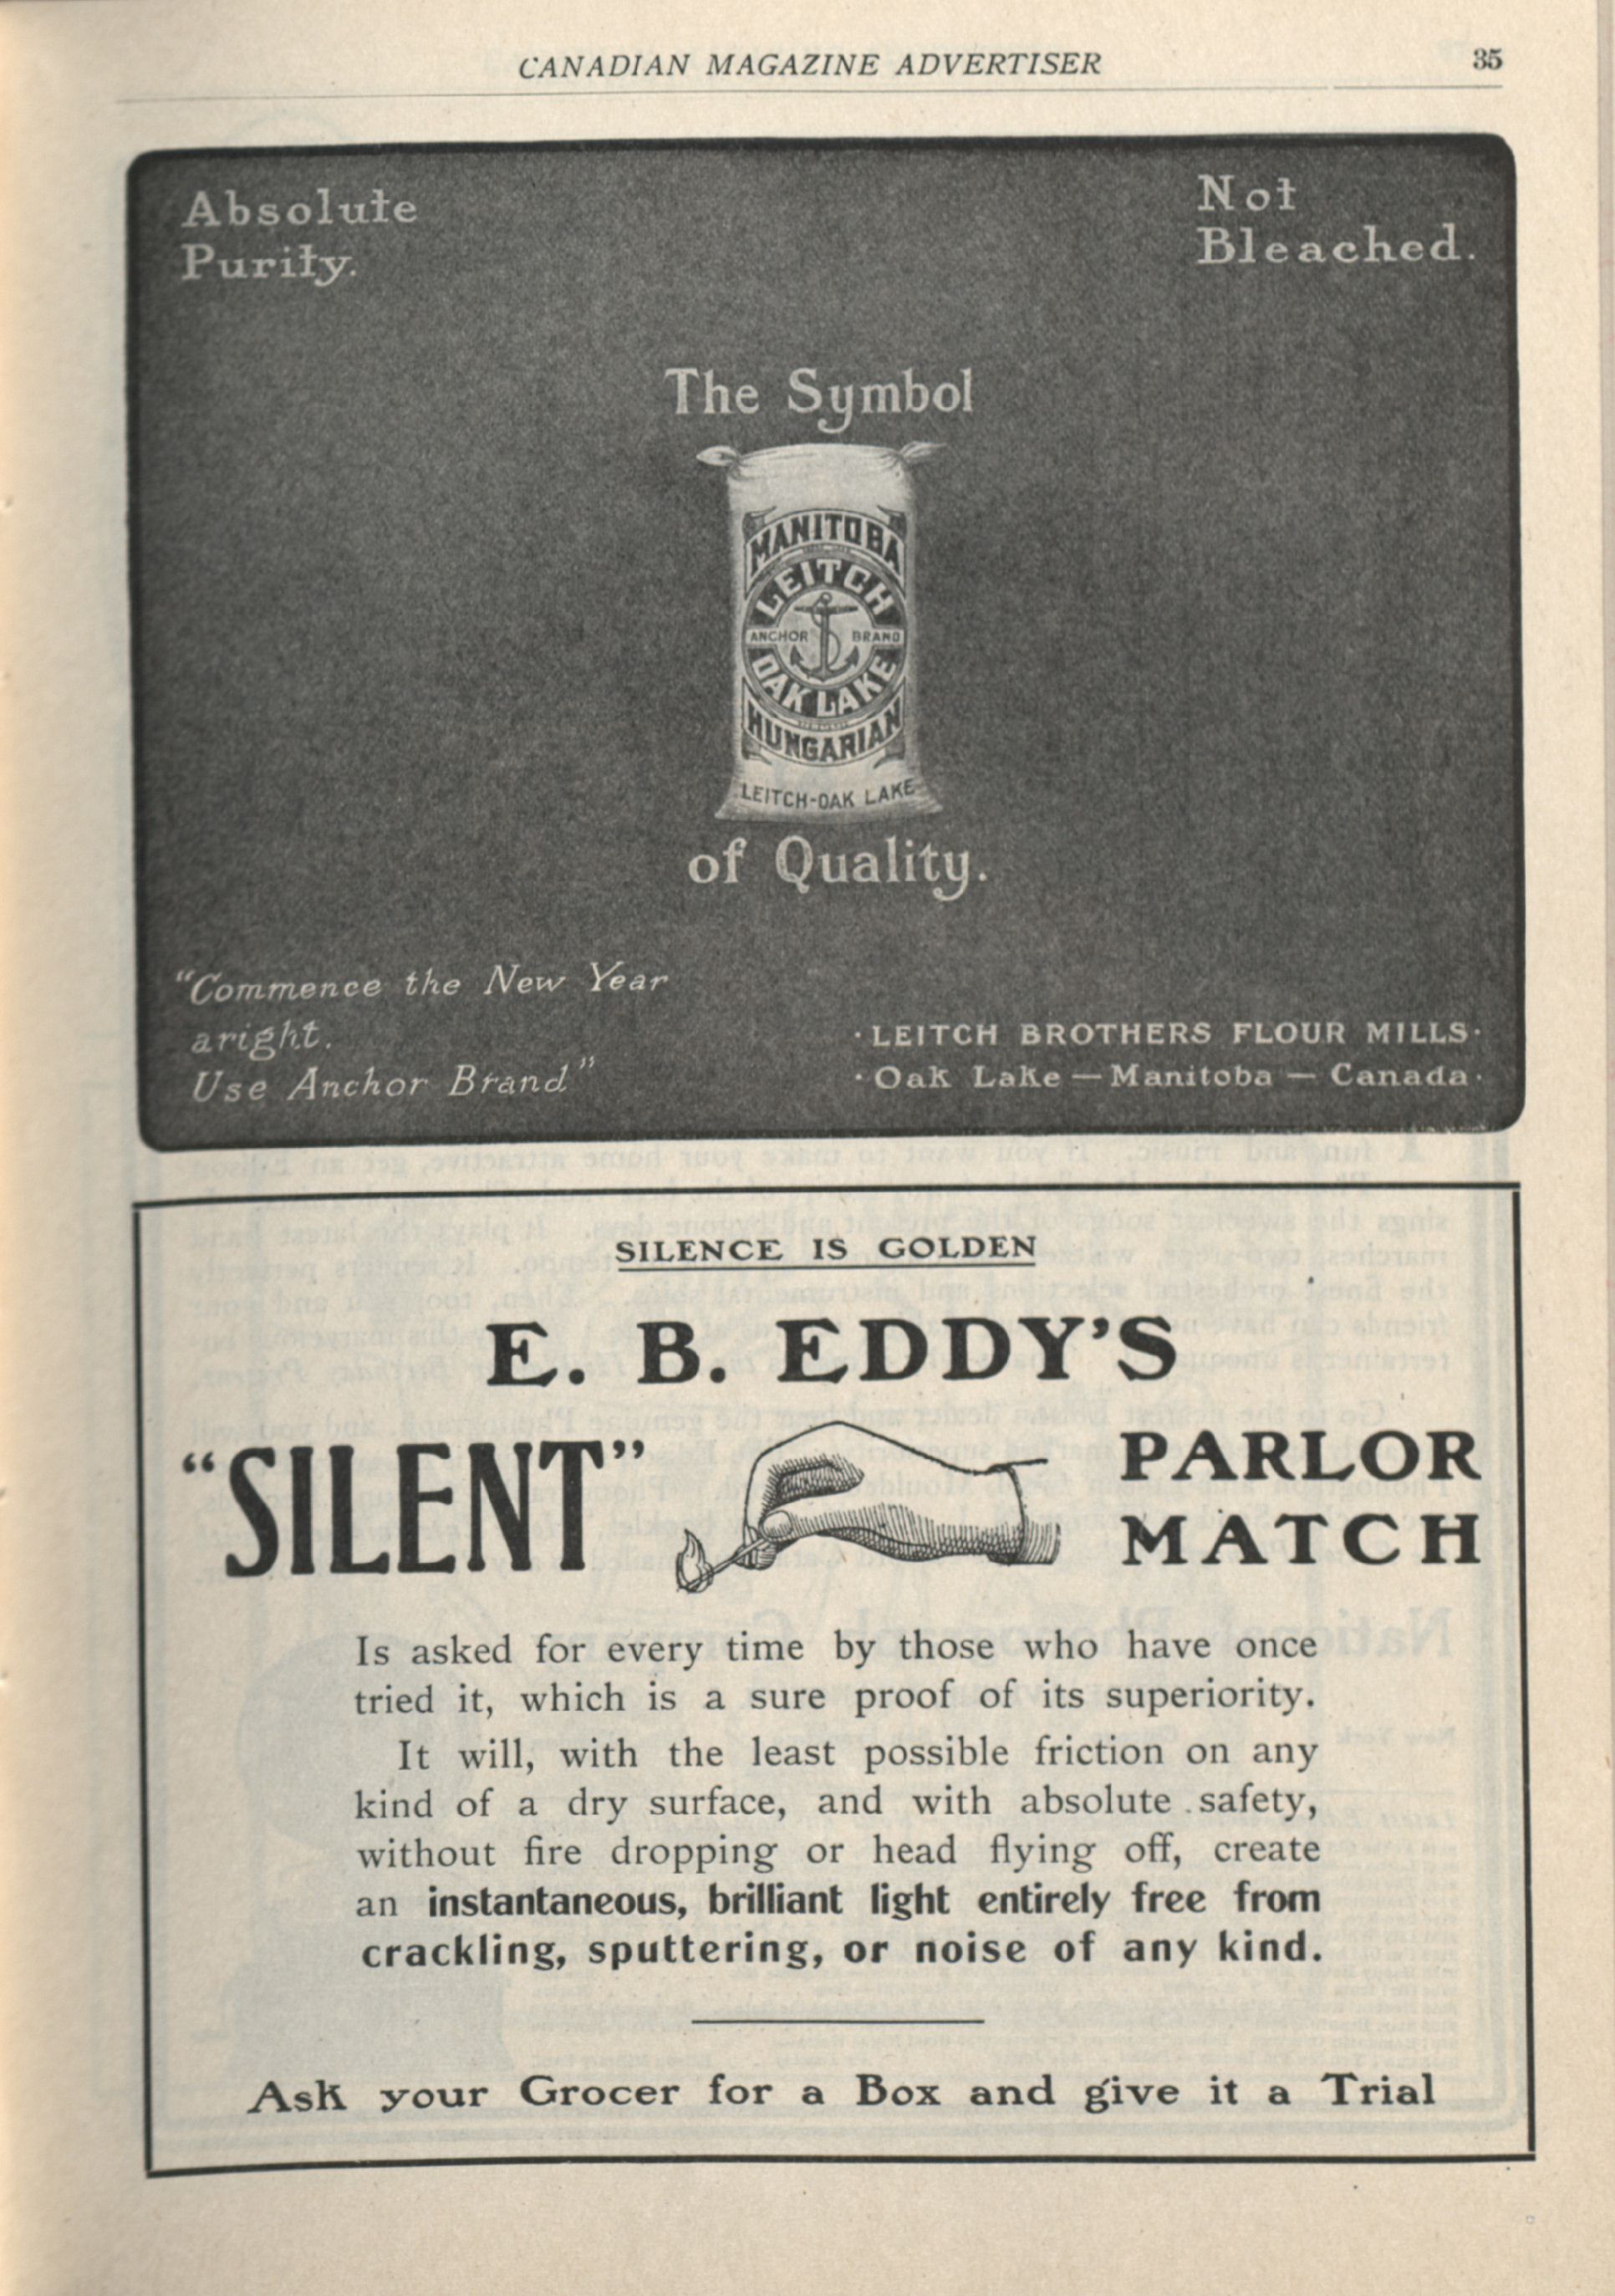 CANADIAN MAGAZINE ADVERTISER 35
Absolute
Purity.
Not
Bleached.
The Symbol
MANITOBA
LEITCH
ANCHOR BRAND
OAK LAKE
HUNGARIAN
LEITCH-OAK LAKE
of Quality.
"Commence the New Year
aright.
Use Anchor Brand"
· LEITCH BROTHERS FLOUR MILLS ·
· Oak Lake — Manitoba — Canada ·
SILENCE IS GOLDEN
E. B. EDDY'S
"SILENT"
PARLOR
MATCH
Is asked for every time by those who have once
tried it, which is a sure proof of its superiority.
It will, with the least possible friction on any
kind of a dry surface, and with absolute safety,
without fire dropping or head flying off, create
an instantaneous, brilliant light entirely free from
crackling, sputtering, or noise of any kind.
Ask your Grocer for a Box and give it a Trial